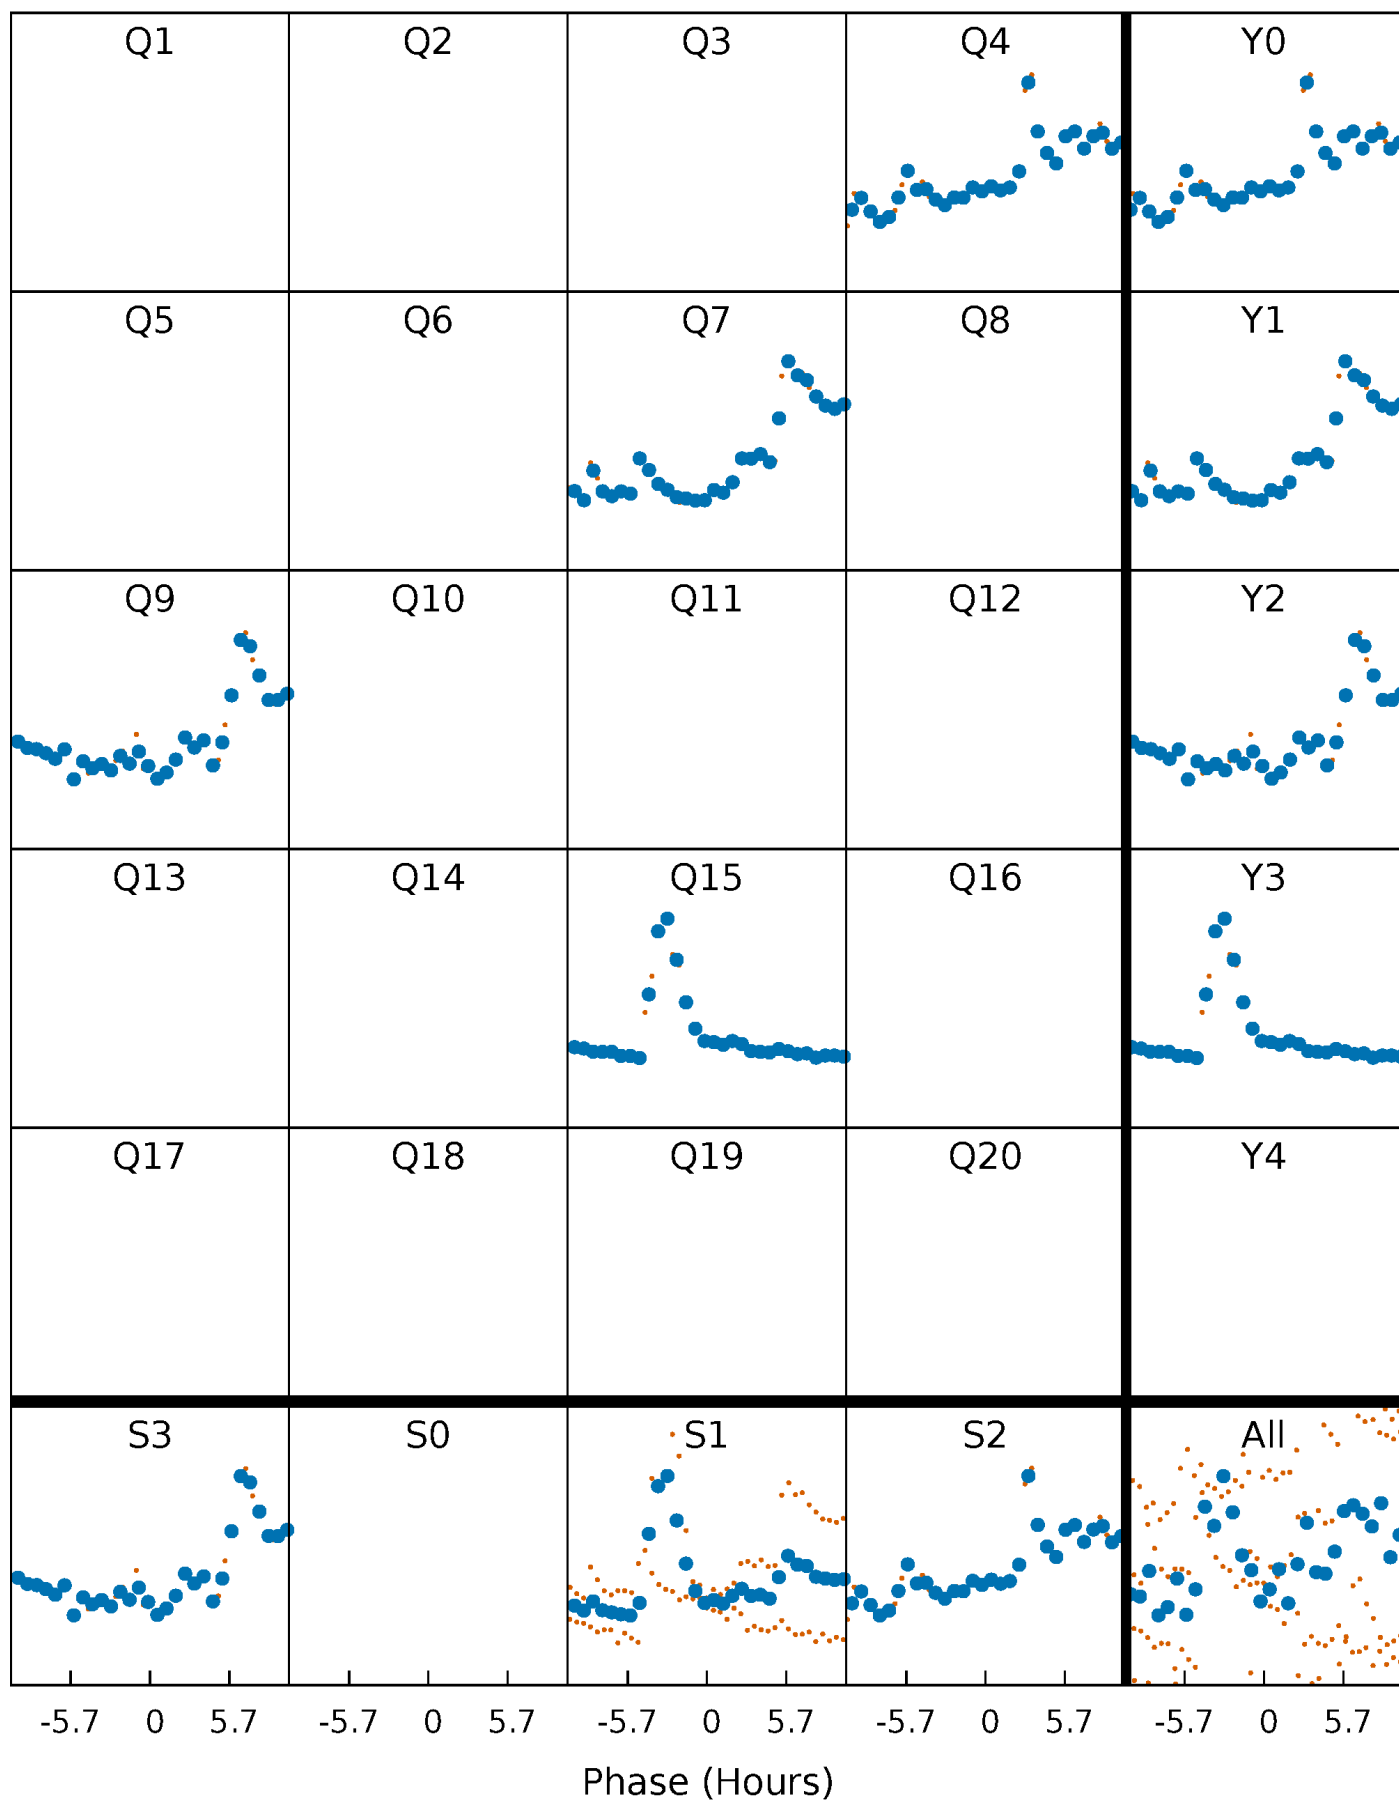 Q1 Q2 Q3 Q4 Y0
Q5 Q6 Q7 Q8 Y1
Q9 Q10 Q11 Q12 Y2
Q13 Q14 Q15 Q16 Y3
Q17 Q18 Q19 Q20 Y4
S3 S0 S1 S2 All
-5.7 0 5.7 -5.7 0 5.7 -5.7 0 5.7 -5.7 0 5.7 -5.7 0 5.7
Phase (Hours)